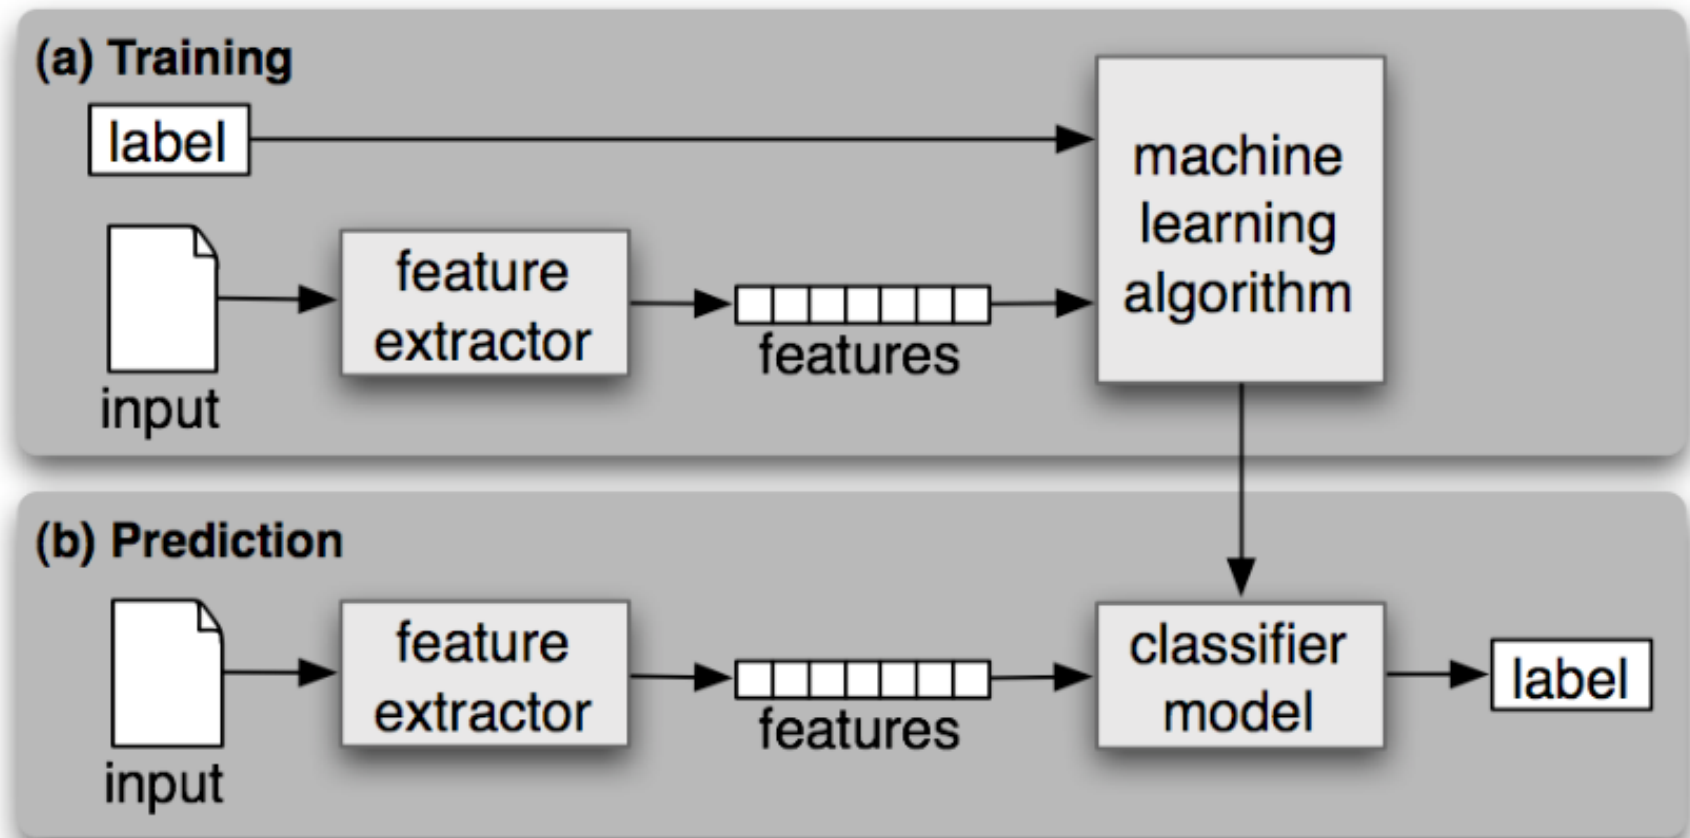 (a) Training
label
machine
learning
algorithm
feature
extractor
features
input
(b) Prediction
feature
extractor
features
classifier
model
label
input